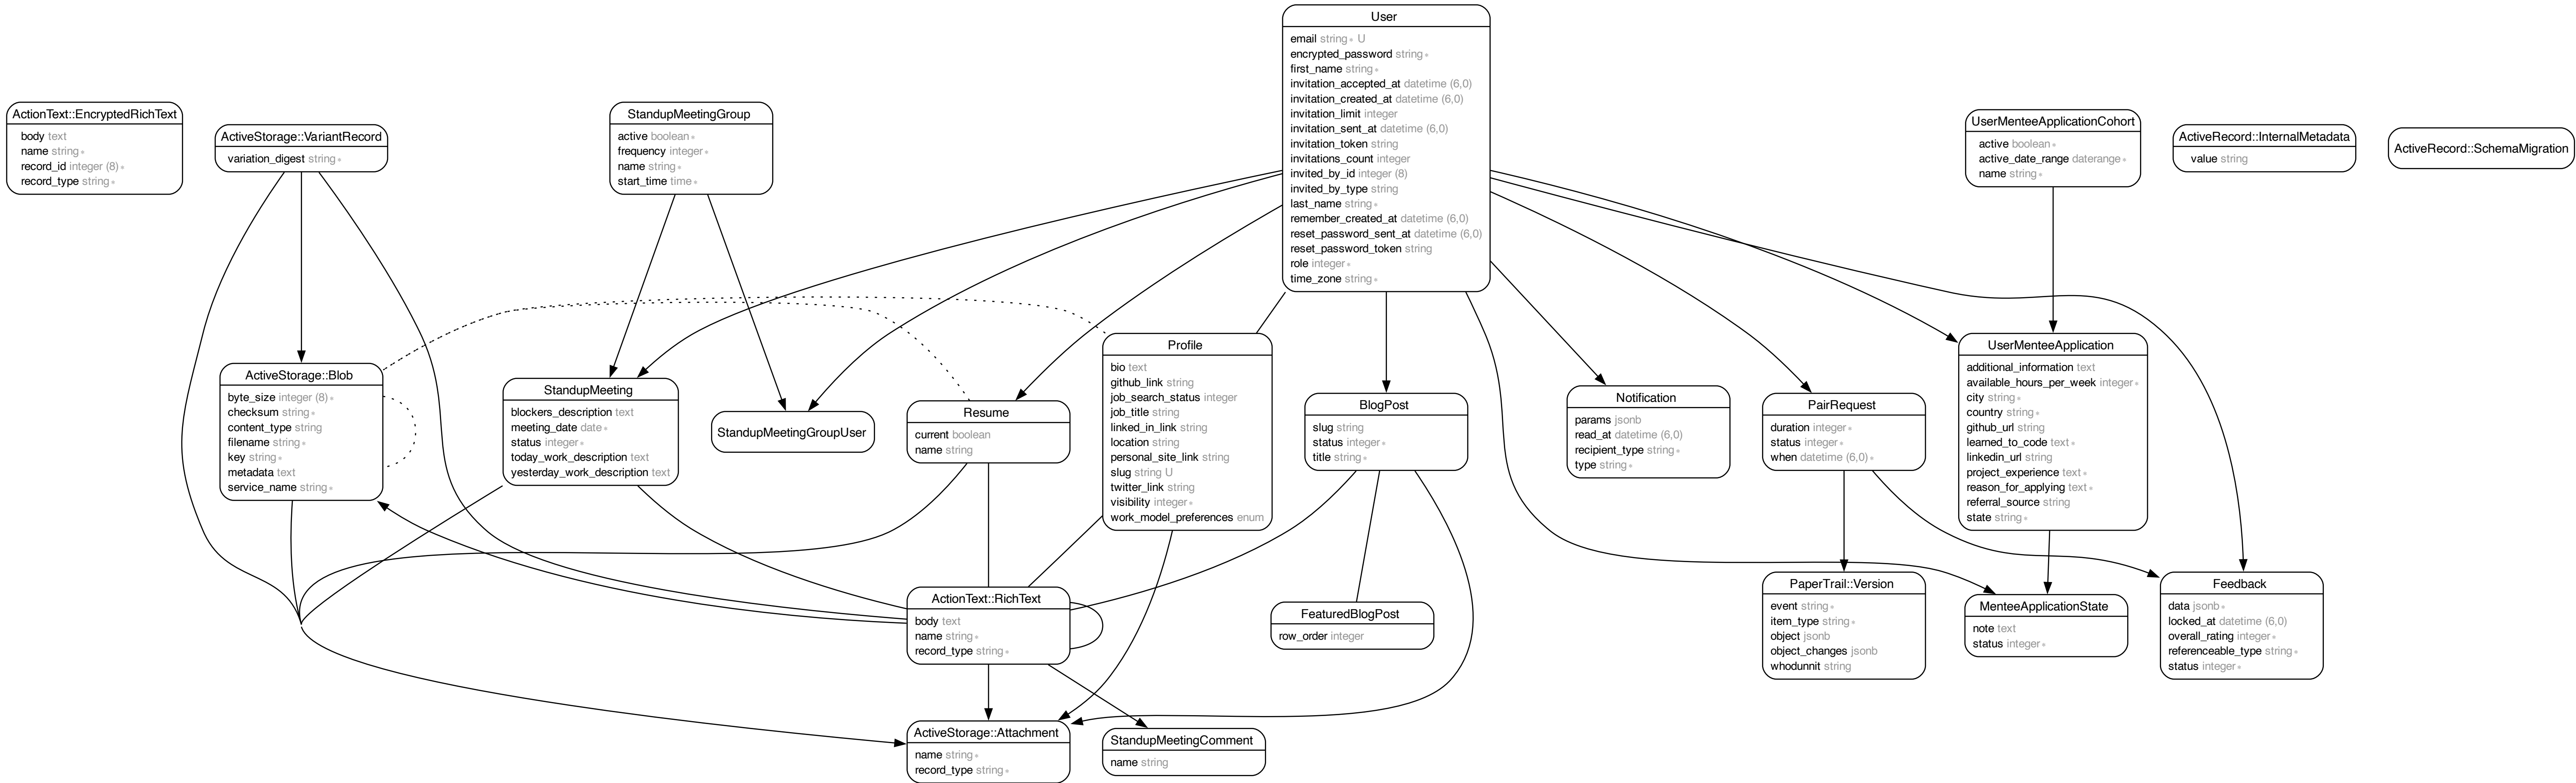 User
email string∗ U
encrypted_password string∗
first_name string∗
invitation_accepted_at datetime (6,0)
invitation_created_at datetime (6,0)
invitation_limit integer
invitation_sent_at datetime (6,0)
invitation_token string
invitations_count integer
invited_by_id integer (8)
invited_by_type string
last_name string∗
remember_created_at datetime (6,0)
reset_password_sent_at datetime (6,0)
reset_password_token string
role integer∗
time_zone string∗
ActionText::EncryptedRichText
body text
name string∗
record_id integer (8)∗
record_type string∗
ActiveStorage::VariantRecord
variation_digest string∗
StandupMeetingGroup
active boolean∗
frequency integer∗
name string∗
start_time time∗
UserMenteeApplicationCohort
active boolean∗
active_date_range daterange∗
name string∗
ActiveRecord::InternalMetadata
value string
ActiveRecord::SchemaMigration
ActiveStorage::Blob
byte_size integer (8)∗
checksum string∗
content_type string
filename string∗
key string∗
metadata text
service_name string∗
StandupMeeting
blockers_description text
meeting_date date∗
status integer∗
today_work_description text
yesterday_work_description text
StandupMeetingGroupUser
Resume
current boolean
name string
Profile
bio text
github_link string
job_search_status integer
job_title string
linked_in_link string
location string
personal_site_link string
slug string U
twitter_link string
visibility integer∗
work_model_preferences enum
BlogPost
slug string
status integer∗
title string∗
Notification
params jsonb
read_at datetime (6,0)
recipient_type string∗
type string∗
PairRequest
duration integer∗
status integer∗
when datetime (6,0)∗
UserMenteeApplication
additional_information text
available_hours_per_week integer∗
city string∗
country string∗
github_url string
learned_to_code text∗
linkedin_url string
project_experience text∗
reason_for_applying text∗
referral_source string
state string∗
ActionText::RichText
body text
name string∗
record_type string∗
FeaturedBlogPost
row_order integer
PaperTrail::Version
event string∗
item_type string∗
object jsonb
object_changes jsonb
whodunnit string
MenteeApplicationState
note text
status integer∗
Feedback
data jsonb∗
locked_at datetime (6,0)
overall_rating integer∗
referenceable_type string∗
status integer∗
ActiveStorage::Attachment
name string∗
record_type string∗
StandupMeetingComment
name string